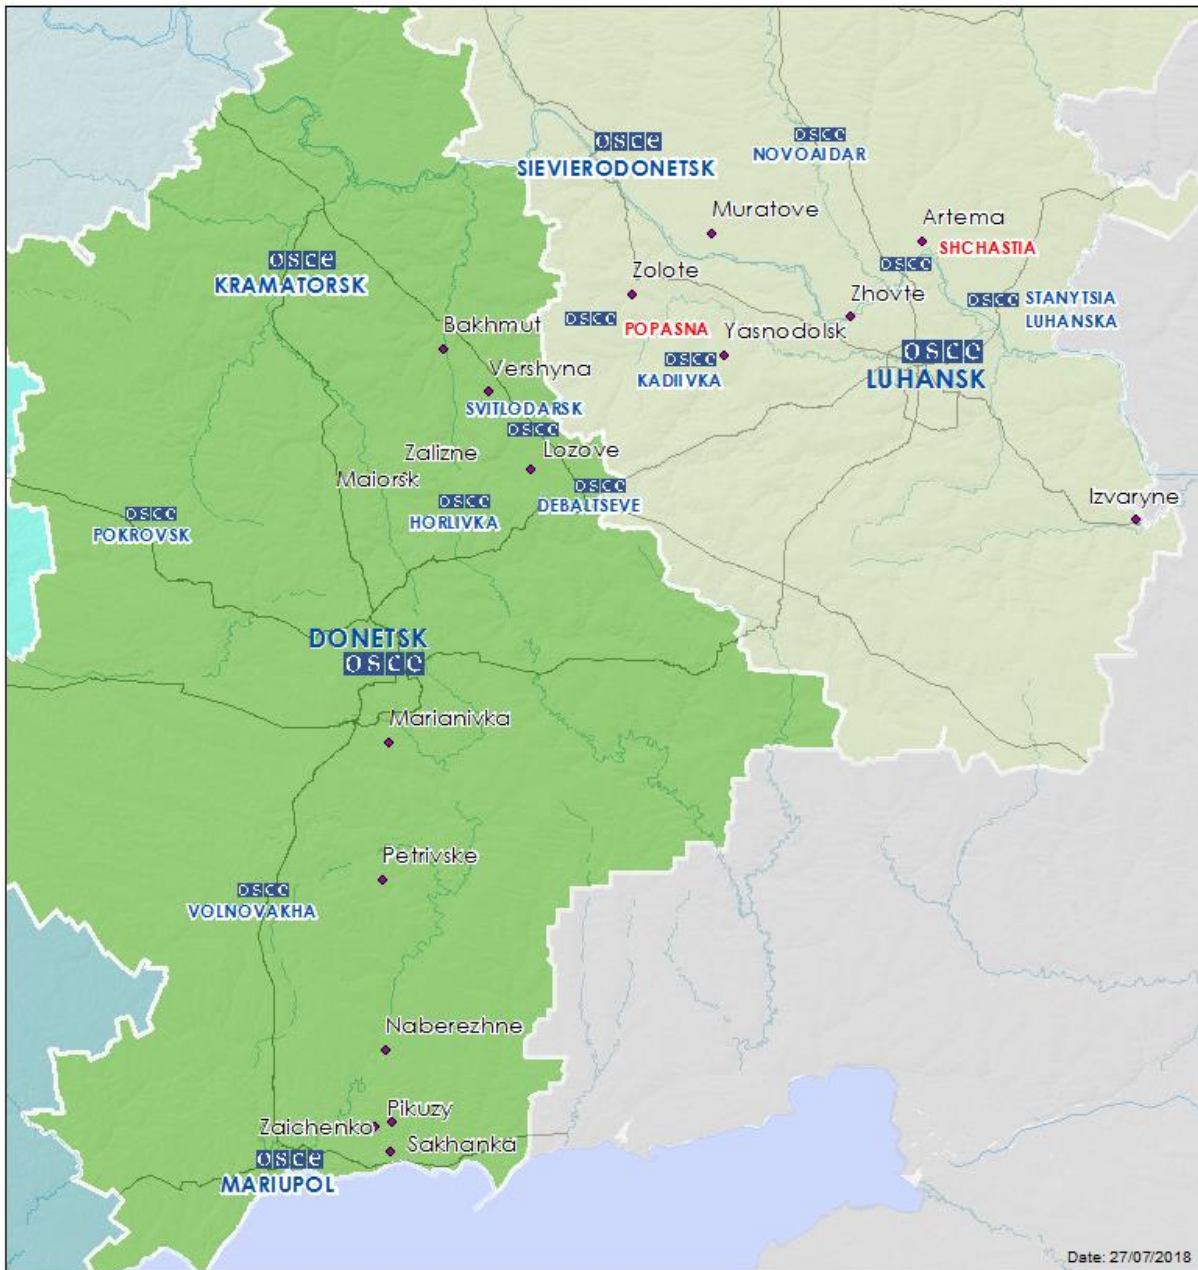 osce
NOVOAIDAR
osce
SIEVIERODONETSK
Muratove
Artema
SHCHASTIA
osce
KRAMATORSK
osce
Zolote
Zhovte
osce
STANYTSIA
LUHANSKA
osce
POPASNA
Bakhmut
Yasnodolsk
osce
KADIIVKA
osce
LUHANSK
Vershyna
SVITLODARSK
osce
Zalizne
Lozove
Maiorsk
osce
HORLIVKA
osce
DEBALTSEVE
Izvaryne
osce
POKROVSK
DONETSK
osce
Marianivka
Petrivske
osce
VOLNOVAKHA
Naberezhne
Pikuzy
Zaichenko
Sakhanka
osce
MARIUPOL
Date: 27/07/2018